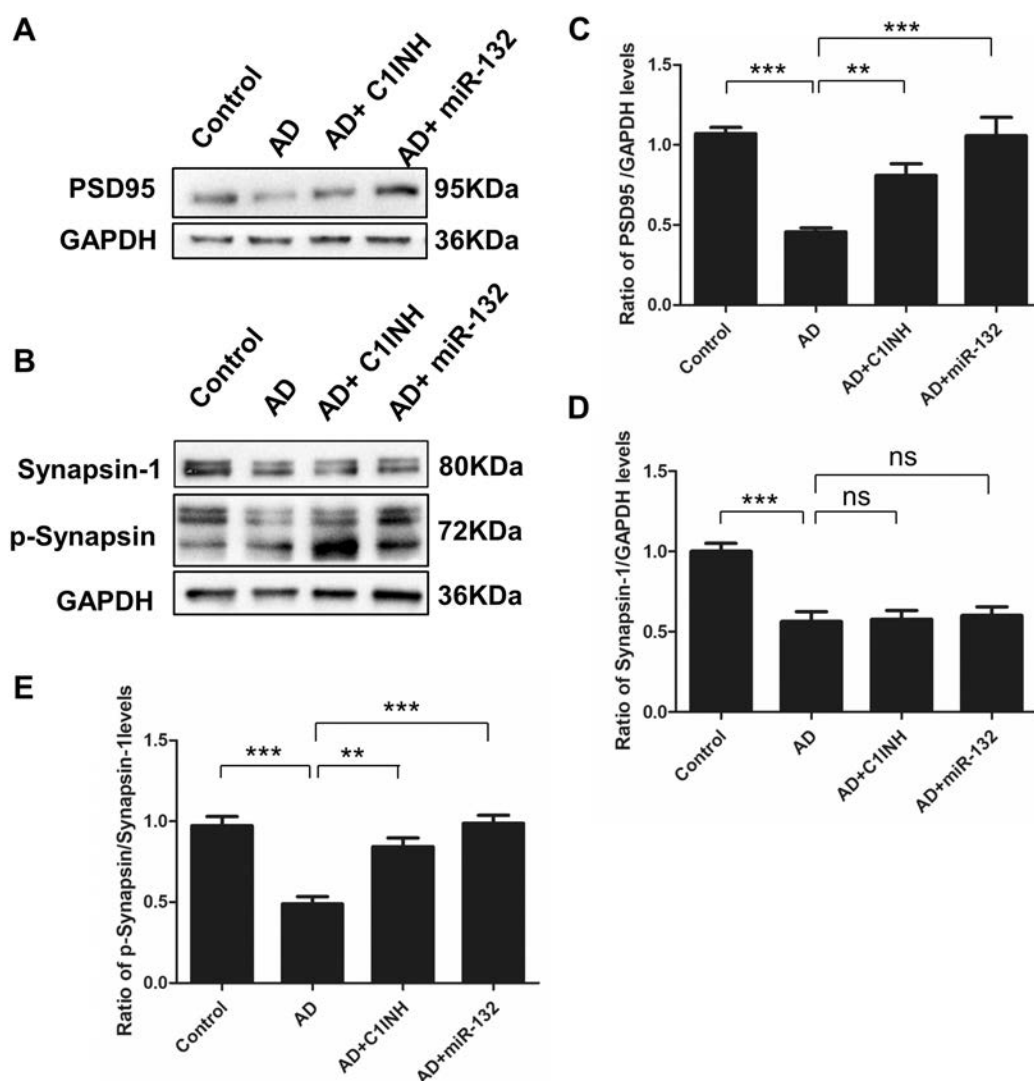 A
Control
AD
AD+ C1INH
AD+ miR-132
PSD95
95KDa
GAPDH
36KDa
B
Control
AD
AD+ C1INH
AD+ miR-132
Synapsin-1
80KDa
p-Synapsin
72KDa
GAPDH
36KDa
C
***
***
**
Ratio of PSD95 /GAPDH levels
1.5
1.0
0.5
0.0
Control
AD
AD+C1INH
AD+miR-132
D
ns
***
ns
Ratio of Synapsin-1/GAPDH levels
1.5
1.0
0.5
0.0
Control
AD
AD+C1INH
AD+miR-132
E
***
***
**
Ratio of p-Synapsin/Synapsin-1levels
1.5
1.0
0.5
0.0
Control
AD
AD+C1INH
AD+miR-132